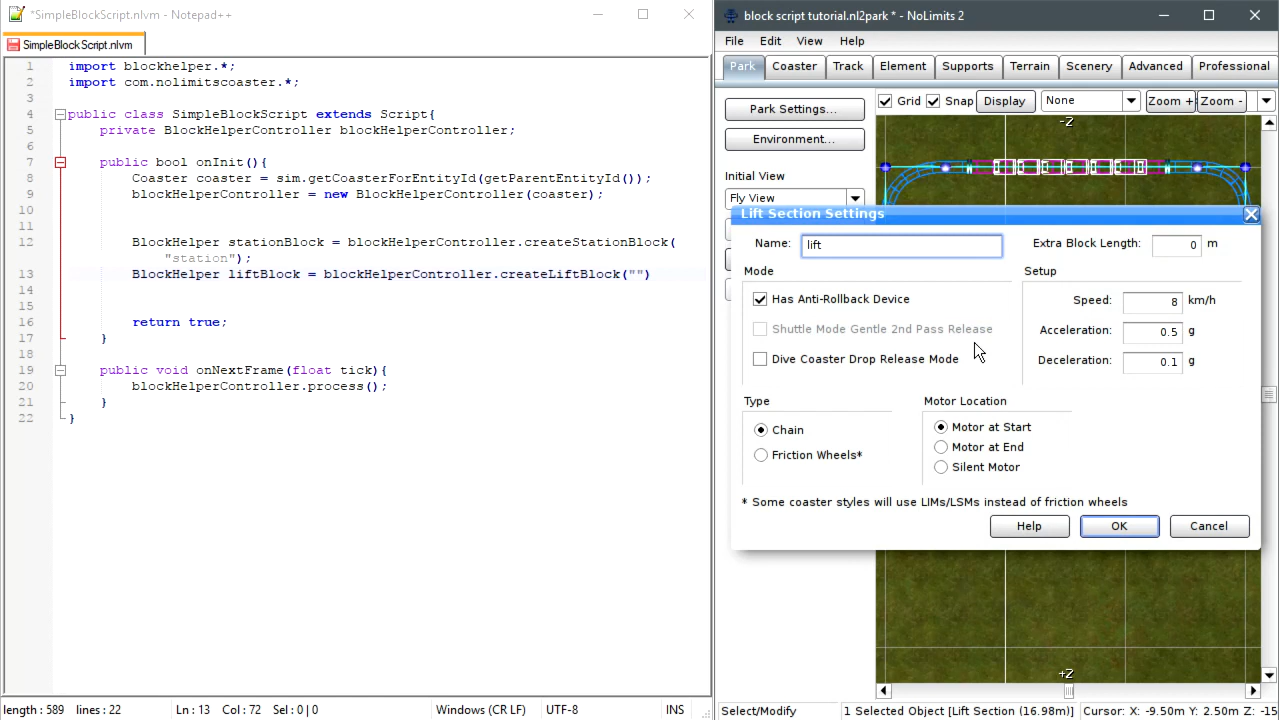 *SimpleBlockScript.nlvm - Notepad++
SimpleBlockScript.nlvm
1 import blockhelper.*;
2 import com.nolimitscoaster.*;
3
4 public class SimpleBlockScript extends Script{
5 private BlockHelperController blockHelperController;
6
7 public bool onInit(){
8 Coaster coaster = sim.getCoasterForEntityId(getParentEntityId());
9 blockHelperController = new BlockHelperController(coaster);
10
11
12 BlockHelper stationBlock = blockHelperController.createStationBlock(
"station");
13 BlockHelper liftBlock = blockHelperController.createLiftBlock("")
14
15
16 return true;
17 }
18
19 public void onNextFrame(float tick){
20 blockHelperController.process();
21 }
22 }
length : 589 lines : 22 Ln : 13 Col : 72 Sel : 0 | 0 Windows (CR LF) UTF-8 INS
block script tutorial.nl2park * - NoLimits 2
File Edit View Help
Park Coaster Track Element Supports Terrain Scenery Advanced Professional
Park Settings...
Environment...
Initial View
Fly View
Grid Snap Display None Zoom + Zoom -
-Z
Lift Section Settings
Name: lift
Extra Block Length: 0 m
Mode
Has Anti-Rollback Device
Shuttle Mode Gentle 2nd Pass Release
Dive Coaster Drop Release Mode
Setup
Speed: 8 km/h
Acceleration: 0.5 g
Deceleration: 0.1 g
Type
Chain
Friction Wheels*
Motor Location
Motor at Start
Motor at End
Silent Motor
* Some coaster styles will use LIMs/LSMs instead of friction wheels
Help OK Cancel
+Z
Select/Modify 1 Selected Object [Lift Section (16.98m)] Cursor: X: -9.50m Y: 2.50m Z: -15